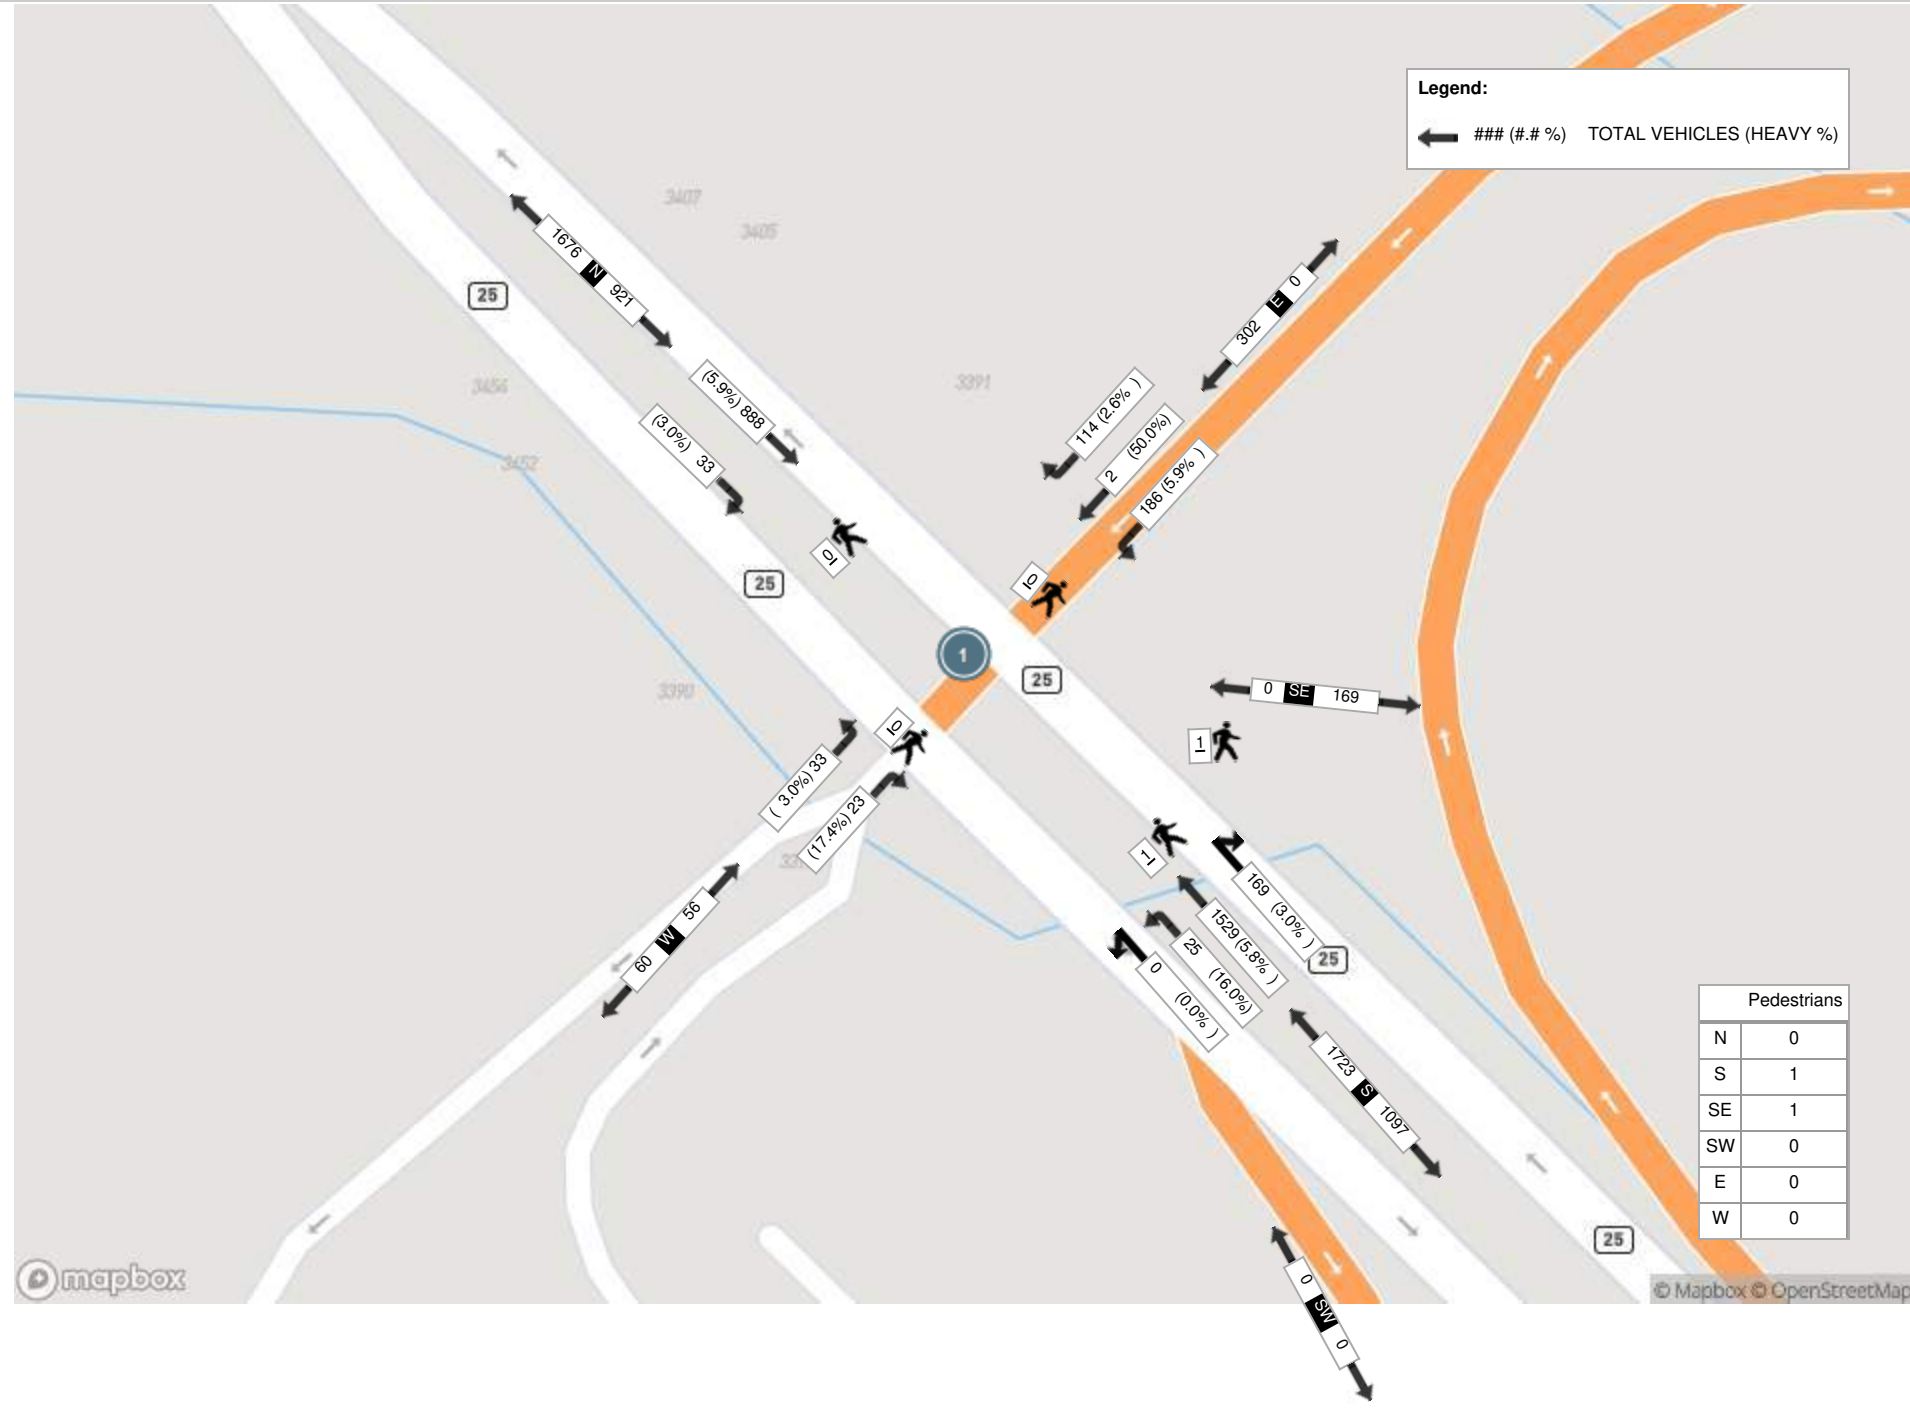 Legend:
### (#.# %) TOTAL VEHICLES (HEAVY %)
3407
3405
1676 N 921
25
302 E 0
3456
(5.9%) 888
3391
114 (2.6% )
(3.0%) 33
2 (50.0%)
3452
186 (5.9% )
0
0
25
1
25
3390
0 SE 169
0
1
( 3.0%) 33
(17.4%) 23
1
169 (3.0% )
60 W 56
1529 (5.8% )
25 (16.0%)
25
0 (0.0% )
1723 S 1097
Pedestrians
N 0
S 1
SE 1
SW 0
E 0
W 0
25
0 SW 0
mapbox
© Mapbox © OpenStreetMap